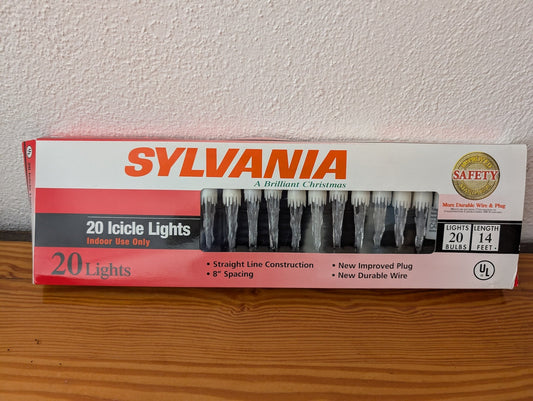 SYLVANIA
A Brilliant Christmas
SAFETY
More Durable Wire & Plug
20 Icicle Lights
Indoor Use Only
20 Lights
• Straight Line Construction
• 8" Spacing
• New Improved Plug
• New Durable Wire
LIGHTS
20
BULBS
LENGTH
14
FEET
UL